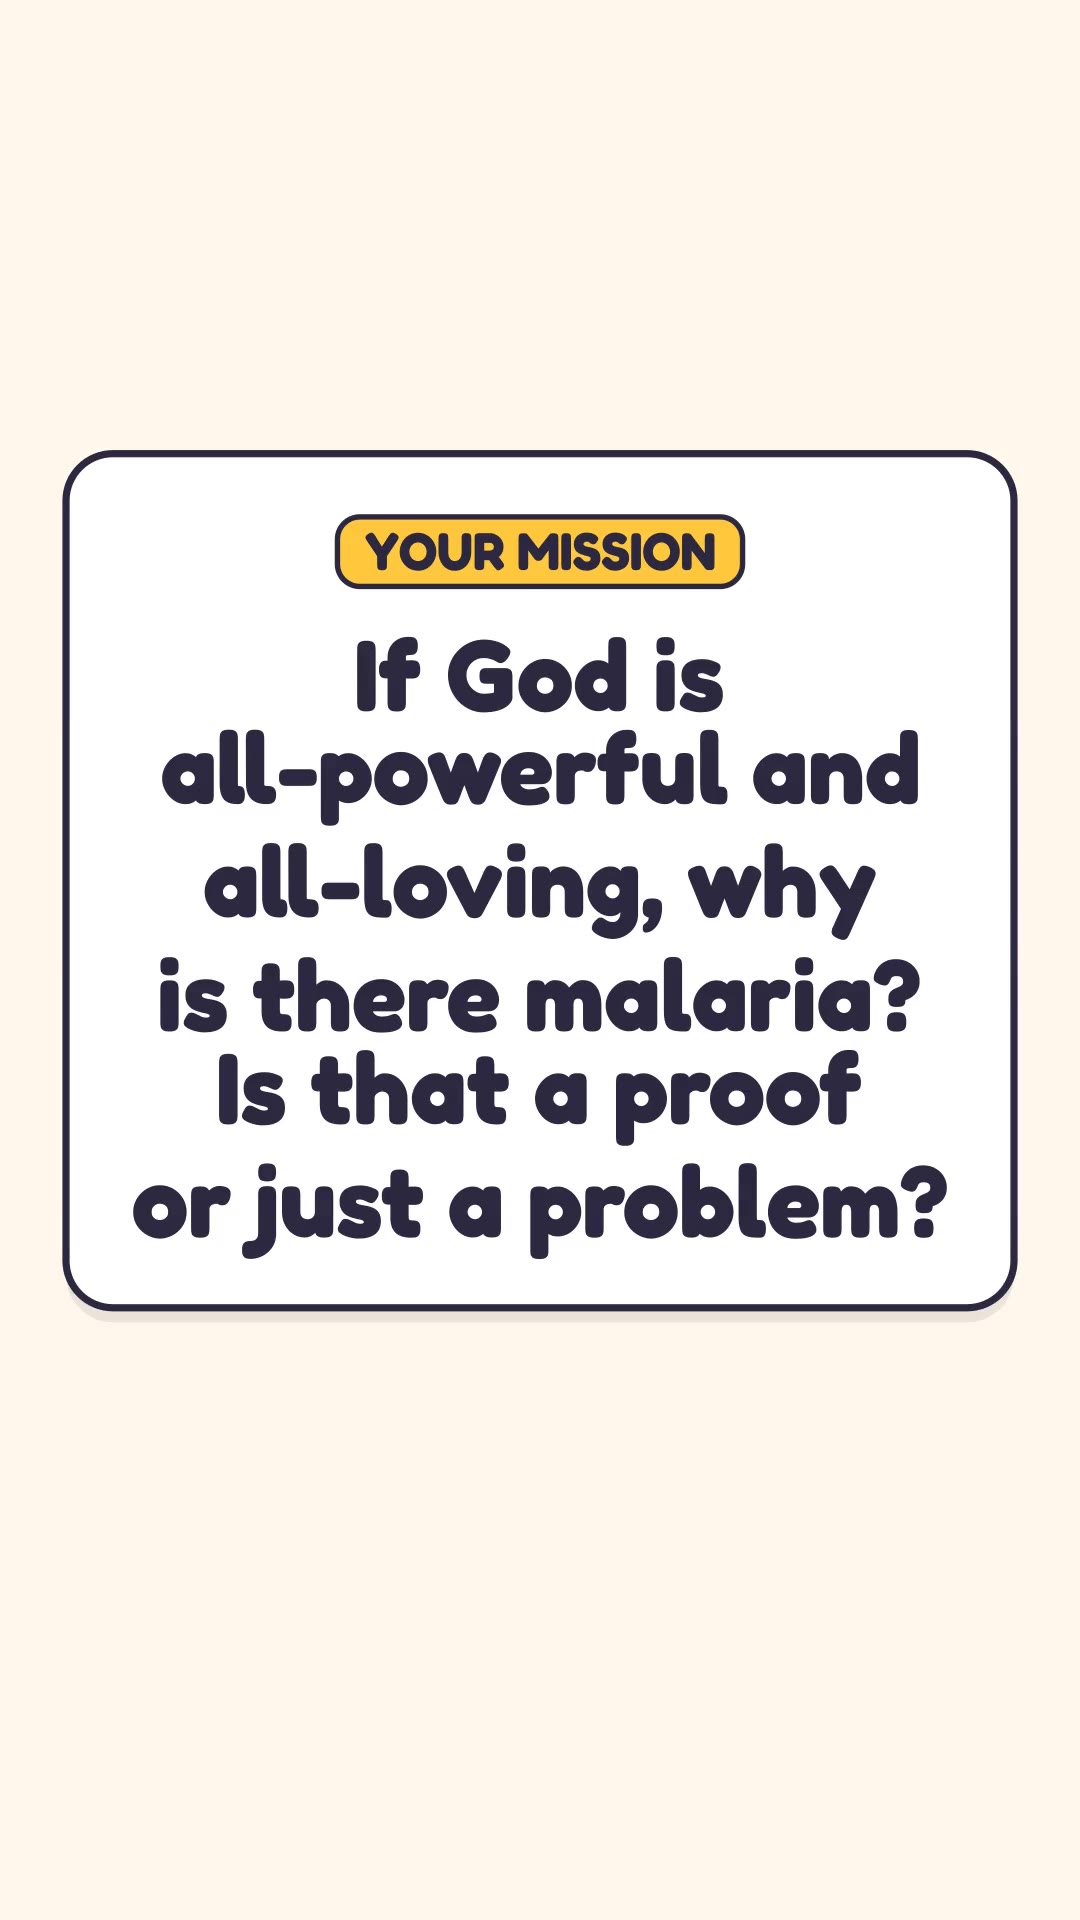 YOUR MISSION
If God is
all-powerful and
all-loving, why
is there malaria?
Is that a proof
or just a problem?